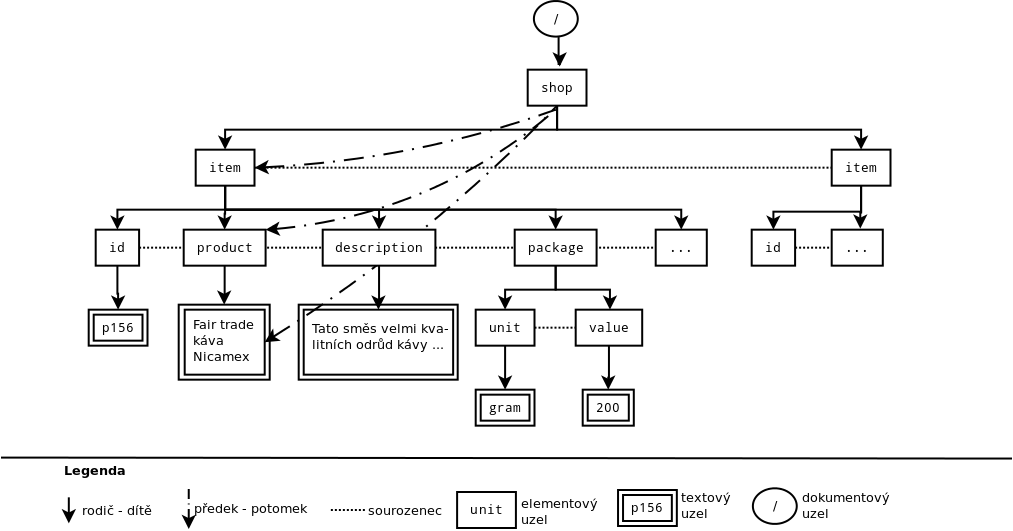 /
shop
item
item
id
product
description
package
...
id
...
p156
Fair trade
káva
Nicamex
Tato směs velmi kva-
litních odrůd kávy ...
unit
value
gram
200
Legenda
rodič - dítě
předek - potomek
sourozenec
unit
elementový
uzel
p156
textový
uzel
/
dokumentový
uzel